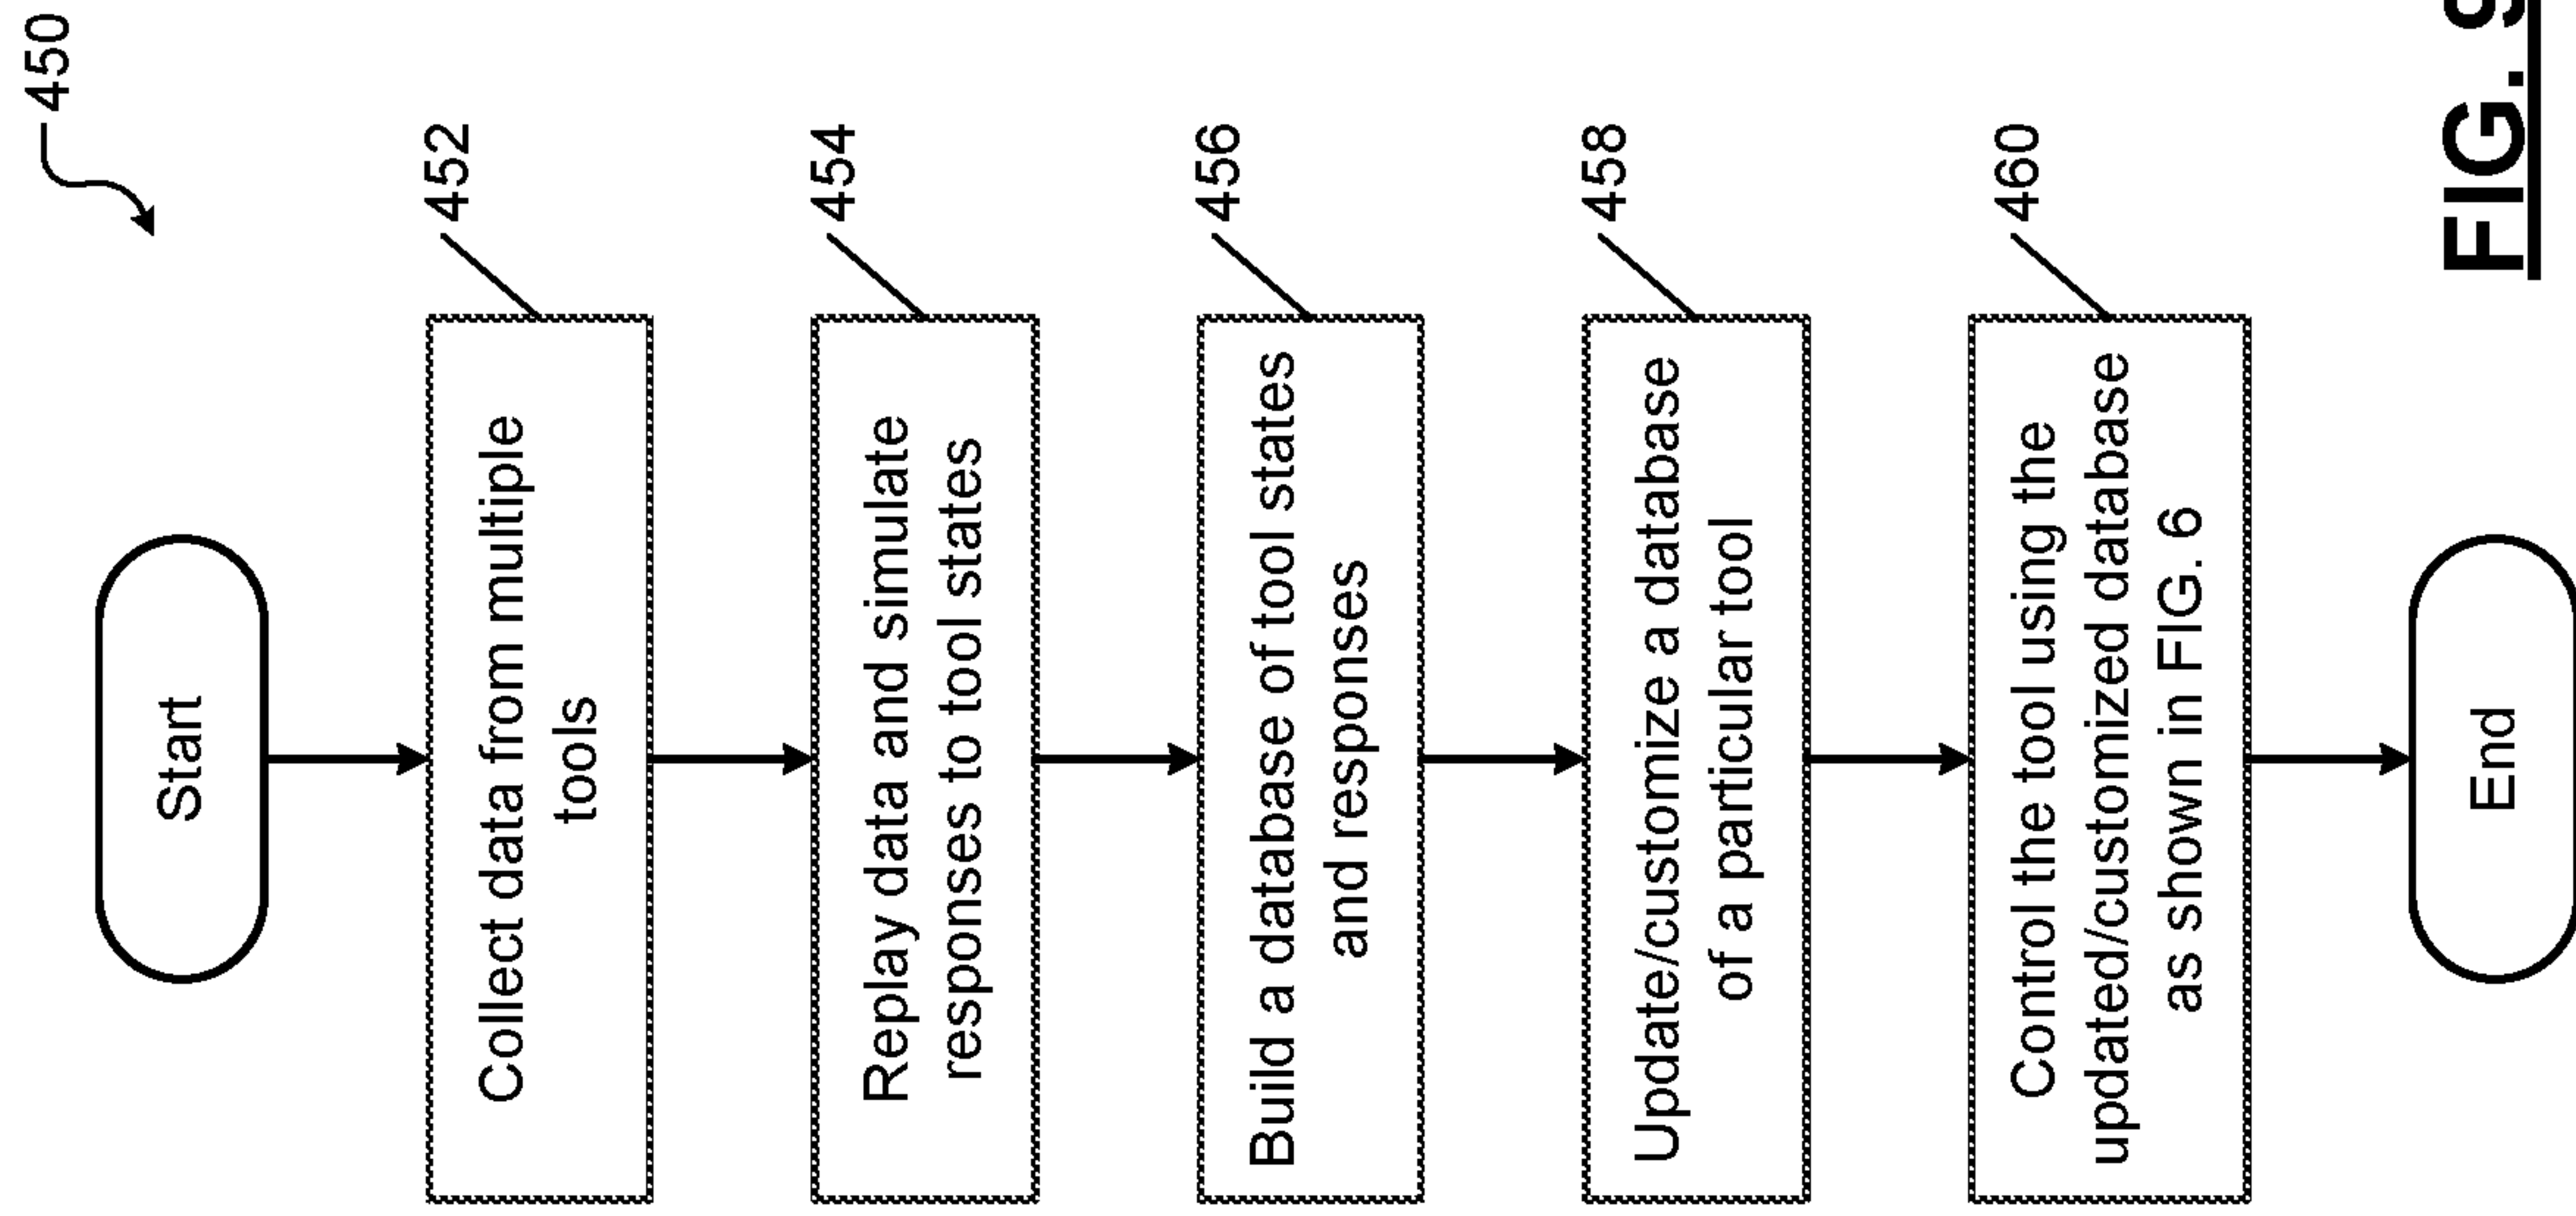 450
Start
452
Collect data from multiple
tools
454
Replay data and simulate
responses to tool states
456
Build a database of tool states
and responses
458
Update/customize a database
of a particular tool
460
Control the tool using the
updated/customized database
as shown in FIG. 6
End
FIG. 9